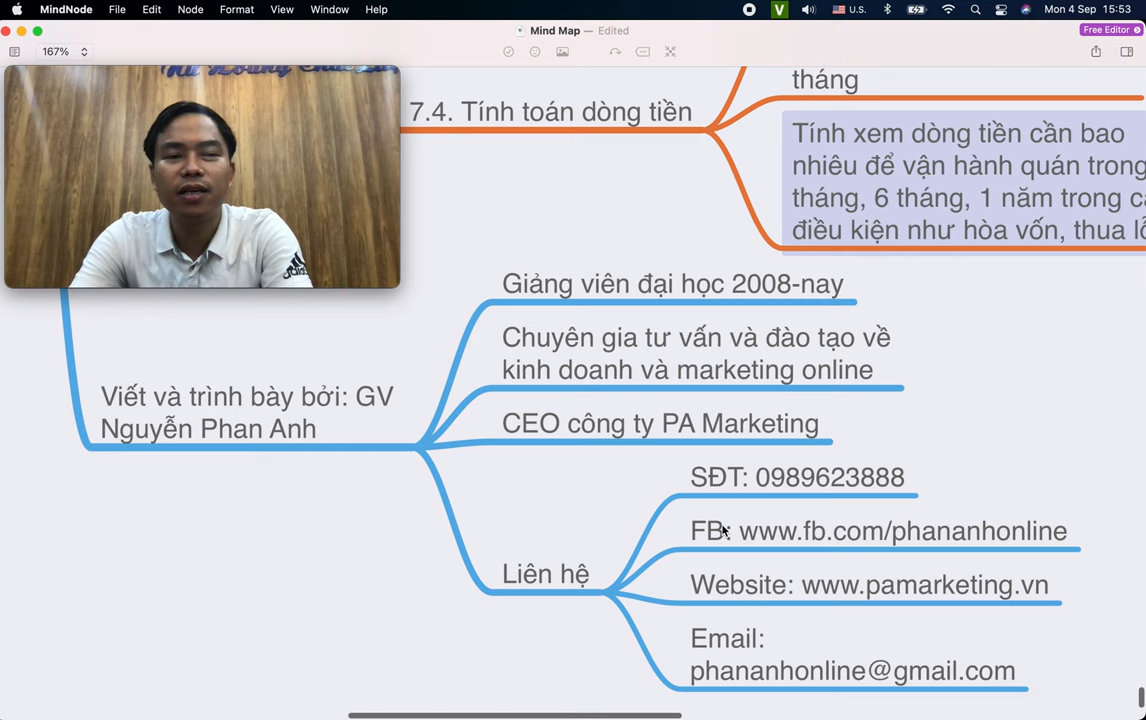 MindNode File Edit Node Format View Window Help V U.S. Mon 4 Sep 15:53
Mind Map — Edited
Free Editor
167%
tháng
7.4. Tính toán dòng tiền
Tính xem dòng tiền cần bao
nhiêu để vận hành quán trong
tháng, 6 tháng, 1 năm trong
điều kiện như hòa vốn, thua
adidas
Giảng viên đại học 2008-nay
Chuyên gia tư vấn và đào tạo về
kinh doanh và marketing online
Viết và trình bày bởi: GV
Nguyễn Phan Anh
CEO công ty PA Marketing
SĐT: 0989623888
FB: www.fb.com/phananhonline
Liên hệ
Website: www.pamarketing.vn
Email:
phananhonline@gmail.com